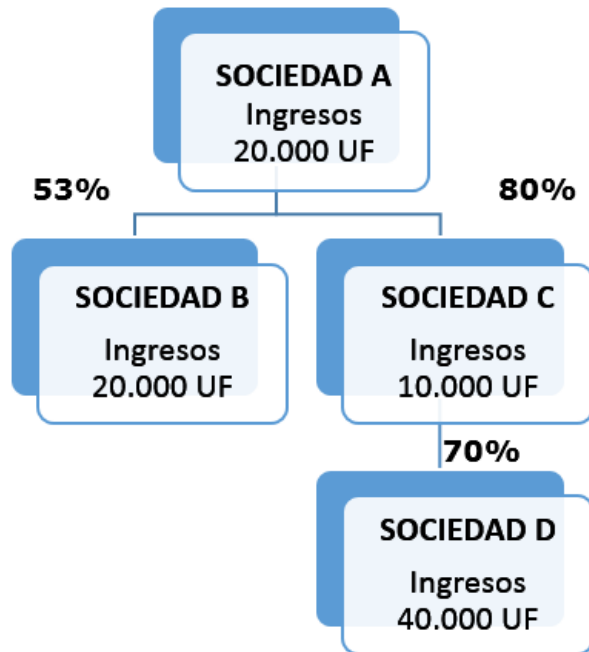 SOCIEDAD A
Ingresos
20.000 UF
53%
80%
SOCIEDAD B
Ingresos
20.000 UF
SOCIEDAD C
Ingresos
10.000 UF
70%
SOCIEDAD D
Ingresos
40.000 UF